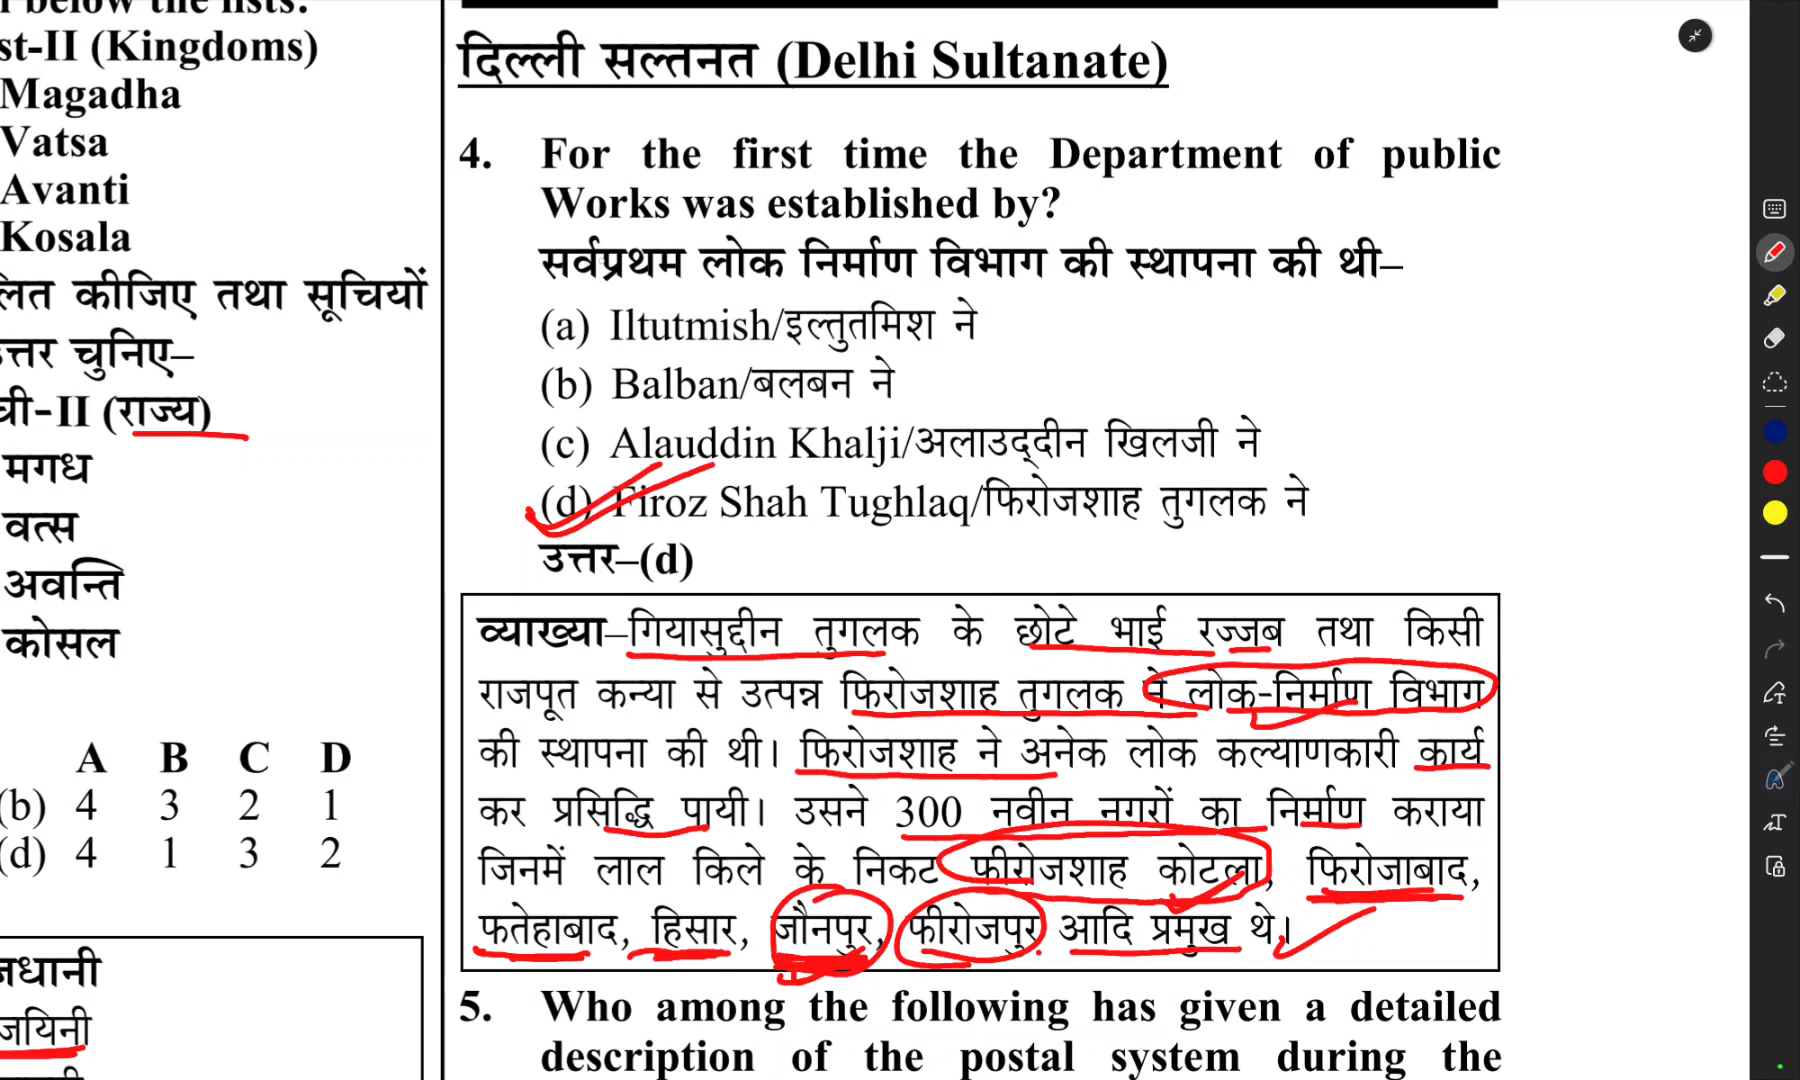 below the lists:
st-II (Kingdoms)
Magadha
Vatsa
Avanti
Kosala
लित कीजिए तथा सूचियों
उत्तर चुनिए–
ची-II (राज्य)
मगध
वत्स
अवन्ति
कोसल
A B C D
(b) 4 3 2 1
(d) 4 1 3 2
जधानी
जयिनी
दिल्ली सल्तनत (Delhi Sultanate)
4. For the first time the Department of public
Works was established by?
सर्वप्रथम लोक निर्माण विभाग की स्थापना की थी–
(a) Iltutmish/इल्तुतमिश ने
(b) Balban/बलबन ने
(c) Alauddin Khalji/अलाउद्दीन खिलजी ने
(d) Firoz Shah Tughlaq/फिरोजशाह तुगलक ने
उत्तर–(d)
व्याख्या–गियासुद्दीन तुगलक के छोटे भाई रज्जब तथा किसी
राजपूत कन्या से उत्पन्न फिरोजशाह तुगलक ने लोक-निर्माण विभाग
की स्थापना की थी। फिरोजशाह ने अनेक लोक कल्याणकारी कार्य
कर प्रसिद्धि पायी। उसने 300 नवीन नगरों का निर्माण कराया
जिनमें लाल किले के निकट फीरोजशाह कोटला, फिरोजाबाद,
फतेहाबाद, हिसार, जौनपुर, फीरोजपुर आदि प्रमुख थे।
5. Who among the following has given a detailed
description of the postal system during the